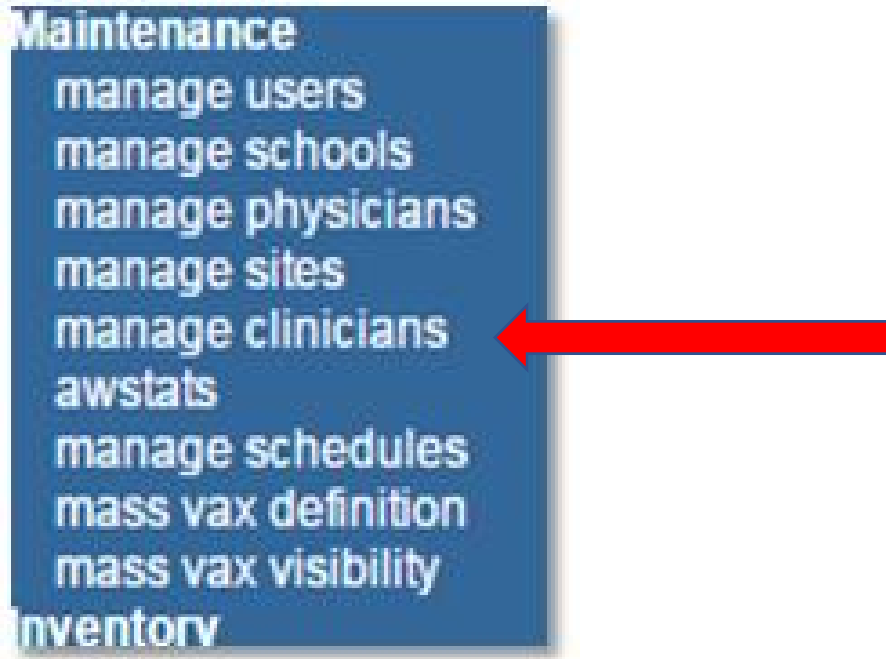 Maintenance
manage users
manage schools
manage physicians
manage sites
manage clinicians
awstats
manage schedules
mass vax definition
mass vax visibility
Inventory